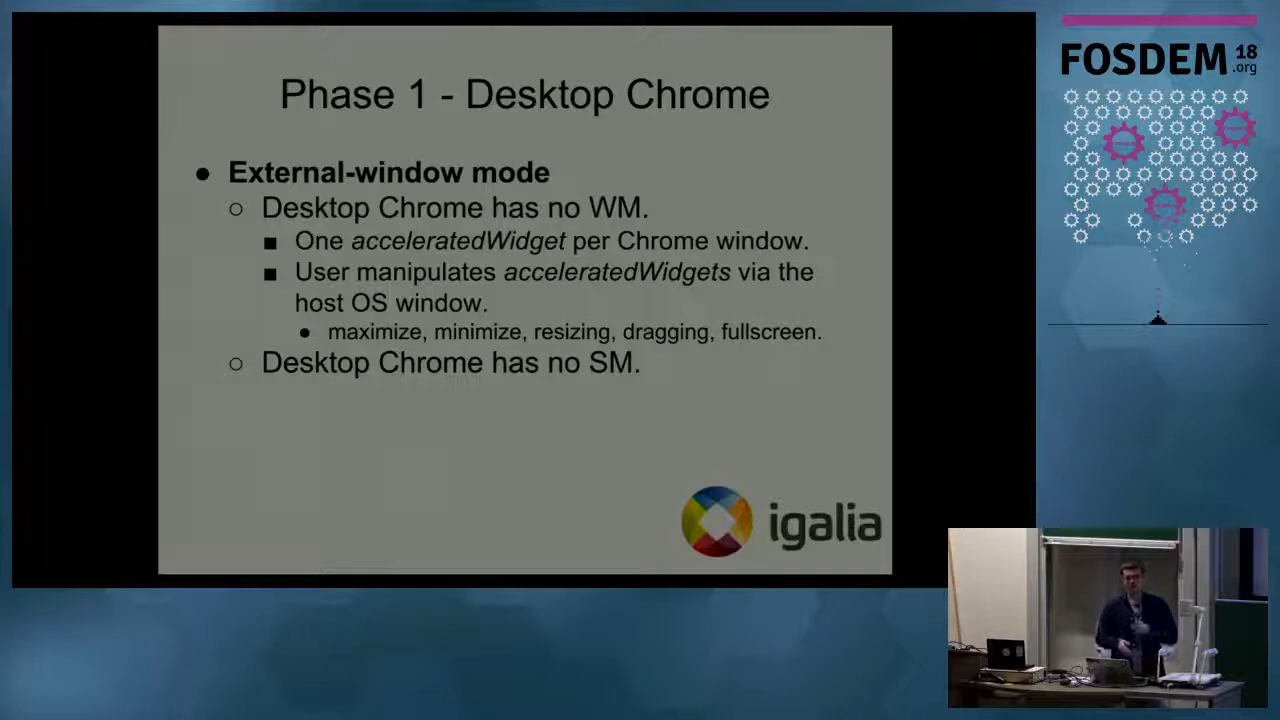 Phase 1 - Desktop Chrome
● External-window mode
○ Desktop Chrome has no WM.
■ One acceleratedWidget per Chrome window.
■ User manipulates acceleratedWidgets via the
host OS window.
● maximize, minimize, resizing, dragging, fullscreen.
○ Desktop Chrome has no SM.
igalia
FOSDEM 18
.org